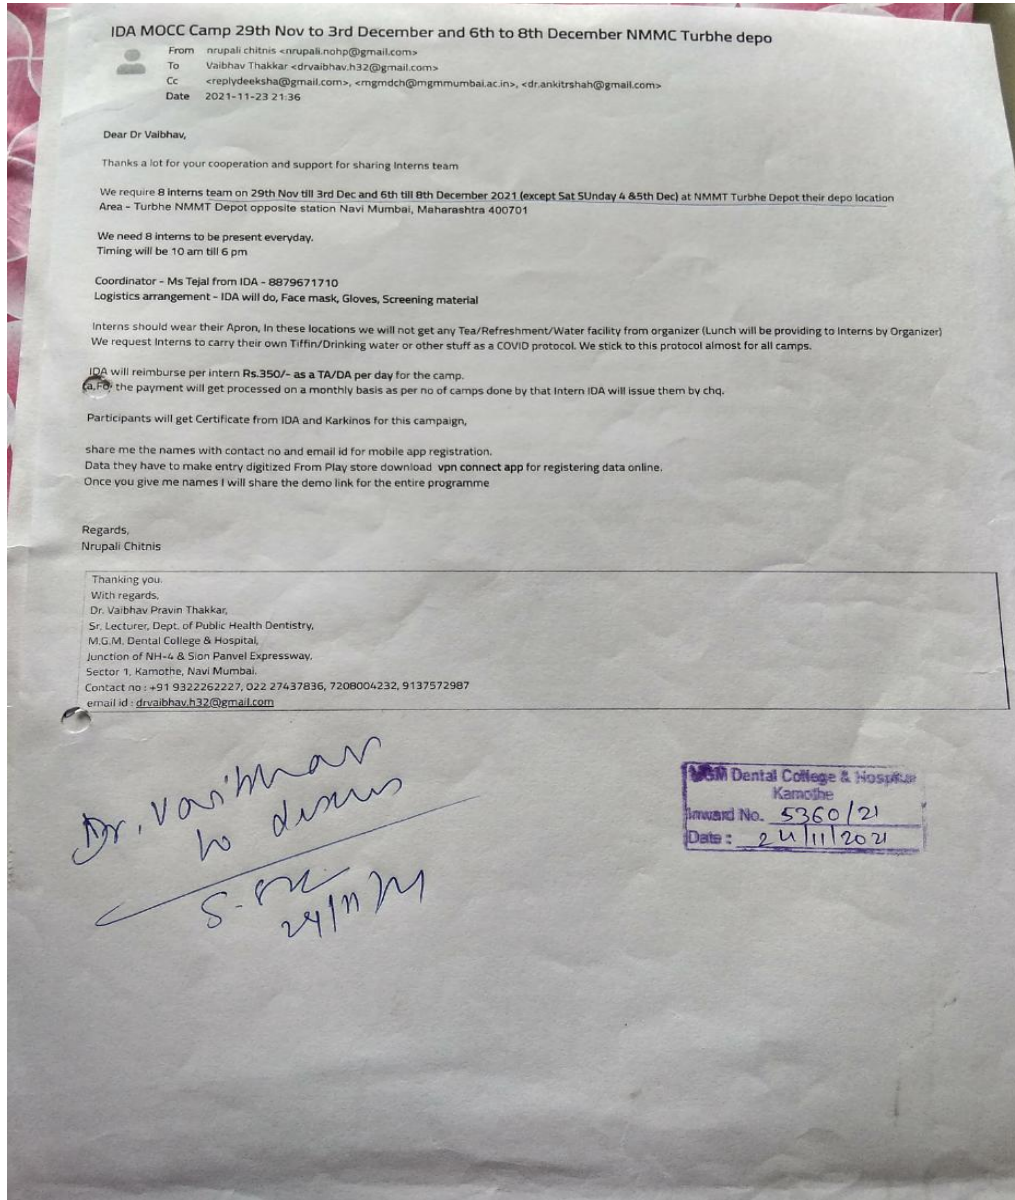 IDA MOCC Camp 29th Nov to 3rd December and 6th to 8th December NMMC Turbhe depo
From nrupali chitnis <nrupali.nohp@gmail.com>
To Vaibhav Thakkar <drvaibhav.h32@gmail.com>
Cc <replydeeksha@gmail.com>, <mgmdch@mgmmumbai.ac.in>, <dr.ankitrshah@gmail.com>
Date 2021-11-23 21:36
Dear Dr Vaibhav,
Thanks a lot for your cooperation and support for sharing Interns team
We require 8 interns team on 29th Nov till 3rd Dec and 6th till 8th December 2021 (except Sat SUnday 4 &5th Dec) at NMMT Turbhe Depot their depo location
Area - Turbhe NMMT Depot opposite station Navi Mumbai, Maharashtra 400701
We need 8 interns to be present everyday.
Timing will be 10 am till 6 pm
Coordinator - Ms Tejal from IDA - 8879671710
Logistics arrangement - IDA will do, Face mask, Gloves, Screening material
Interns should wear their Apron, In these locations we will not get any Tea/Refreshment/Water facility from organizer (Lunch will be providing to Interns by Organizer)
We request Interns to carry their own Tiffin/Drinking water or other stuff as a COVID protocol. We stick to this protocol almost for all camps.
IDA will reimburse per intern Rs.350/- as a TA/DA per day for the camp.
the payment will get processed on a monthly basis as per no of camps done by that Intern IDA will issue them by chq.
Participants will get Certificate from IDA and Karkinos for this campaign,
share me the names with contact no and email id for mobile app registration.
Data they have to make entry digitized From Play store download vpn connect app for registering data online.
Once you give me names I will share the demo link for the entire programme
Regards,
Nrupali Chitnis
Thanking you.
With regards,
Dr. Vaibhav Pravin Thakkar,
Sr. Lecturer, Dept. of Public Health Dentistry,
M.G.M. Dental College & Hospital,
Junction of NH-4 & Sion Panvel Expressway,
Sector 1, Kamothe, Navi Mumbai.
Contact no : +91 9322262227, 022 27437836, 7208004232, 9137572987
email id : drvaibhav.h32@gmail.com
Dr. Vaibhav
to discuss
24/11/21
MGM Dental College & Hospital
Kamothe
Inward No. 5360/21
Date : 24/11/2021